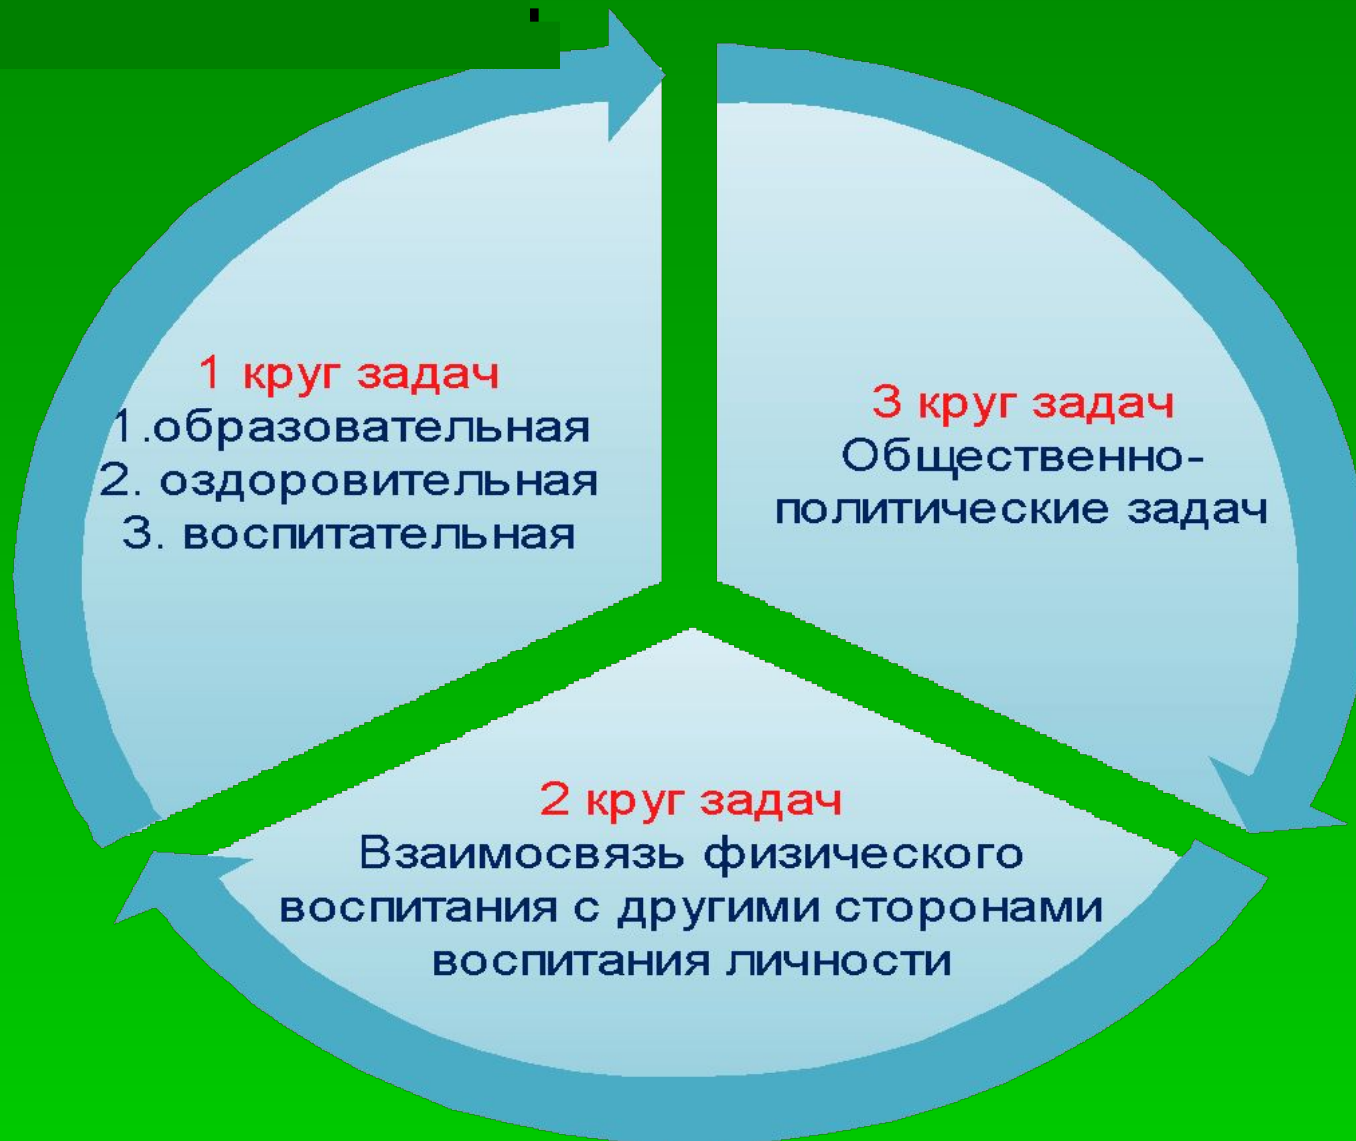 1 круг задач
1.образовательная
2. оздоровительная
3. воспитательная
3 круг задач
Общественно-
политические задач
2 круг задач
Взаимосвязь физического
воспитания с другими сторонами
воспитания личности